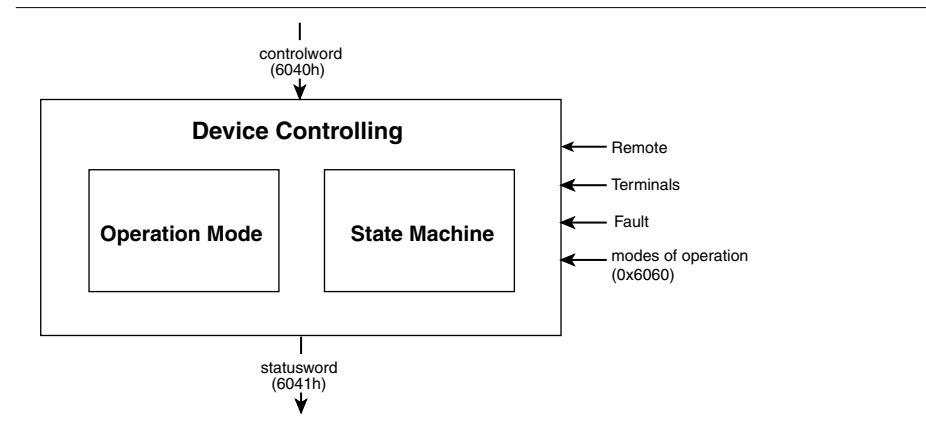 controlword
(6040h)
Device Controlling
Remote
Terminals
Fault
modes of operation
(0x6060)
Operation Mode
State Machine
statusword
(6041h)